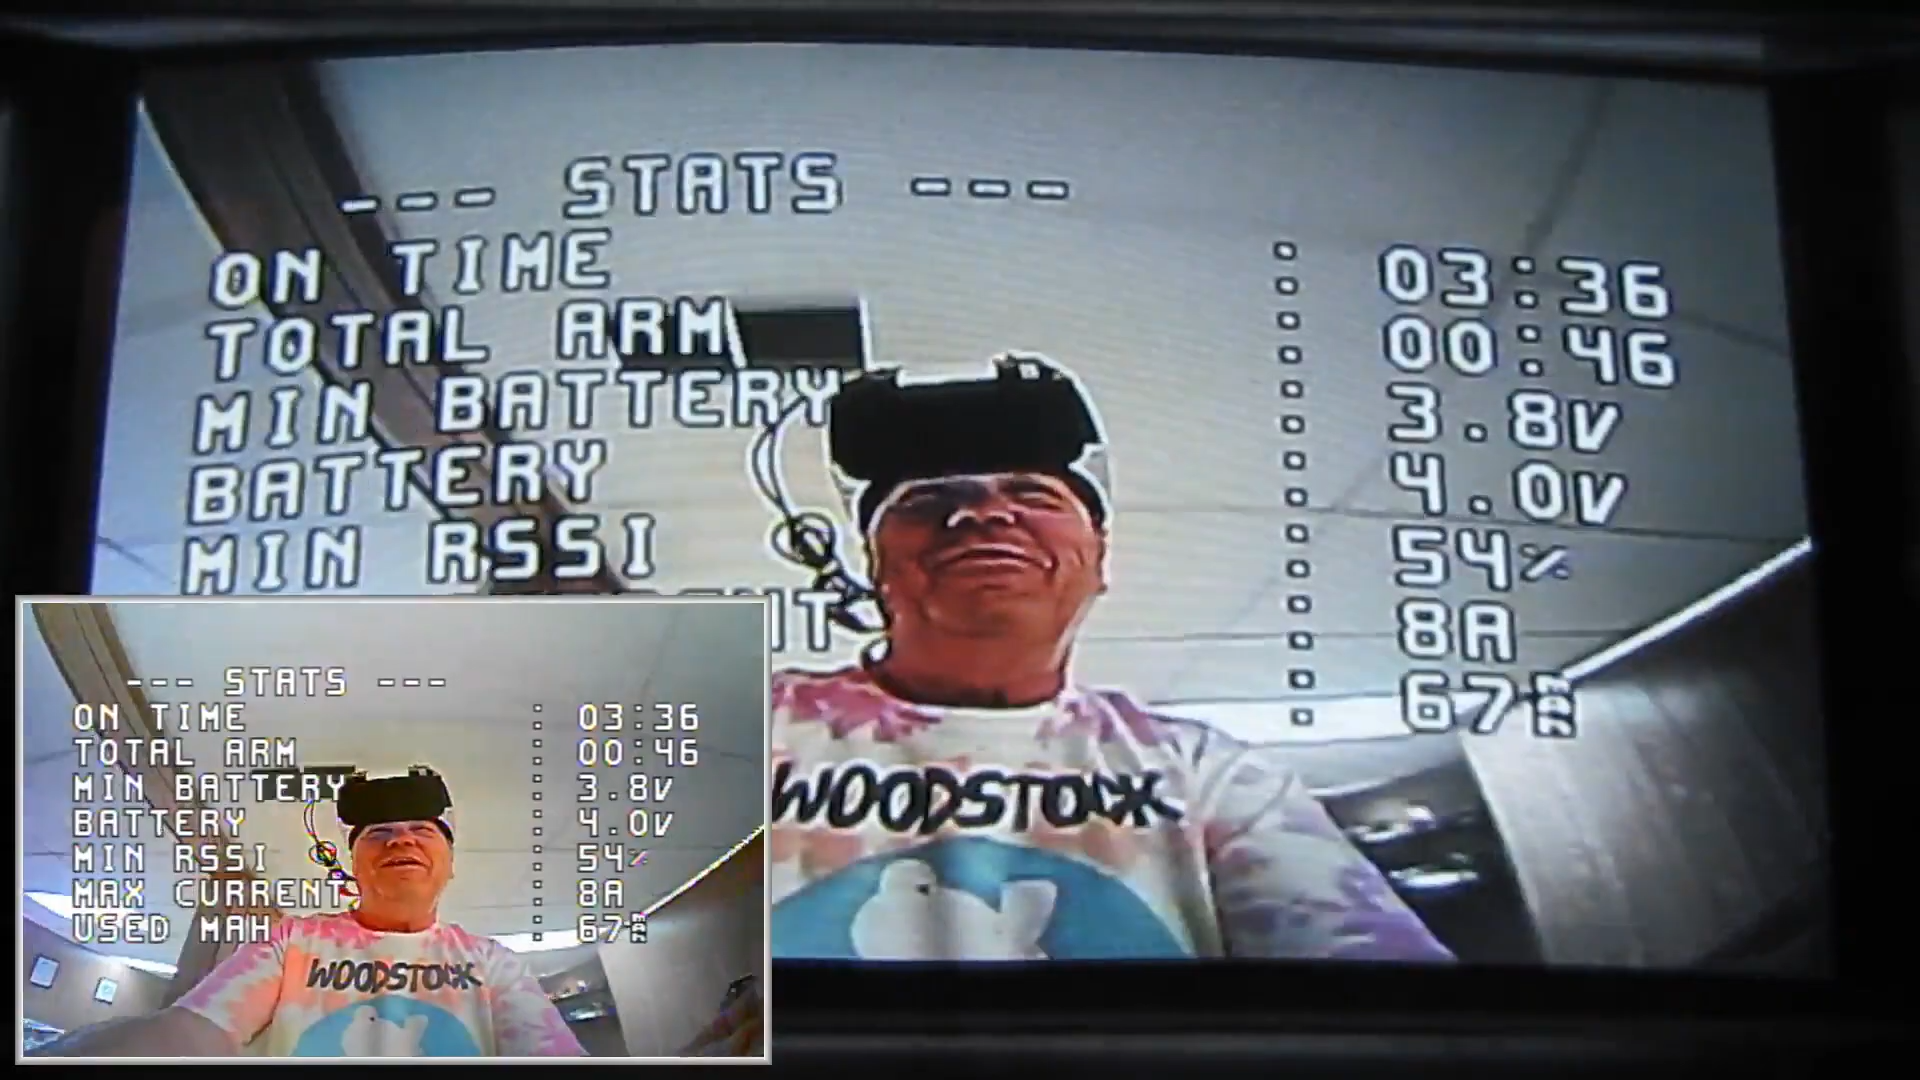 --- STATS ---
ON TIME : 03:36
TOTAL ARM : 00:46
MIN BATTERY : 3.8V
BATTERY : 4.0V
MIN RSSI : 54%
: 8A
: 67MAH
WOODSTOCK
--- STATS ---
ON TIME : 03:36
TOTAL ARM : 00:46
MIN BATTERY : 3.8V
BATTERY : 4.0V
MIN RSSI : 54%
MAX CURRENT : 8A
USED MAH : 67MAH
WOODSTOCK